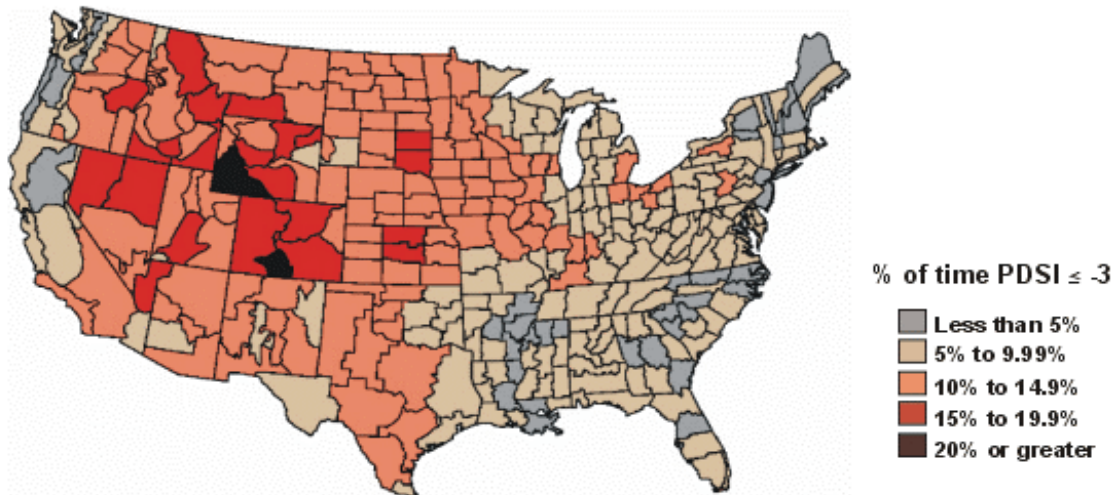 % of time PDSI ≤ -3
Less than 5%
5% to 9.99%
10% to 14.9%
15% to 19.9%
20% or greater